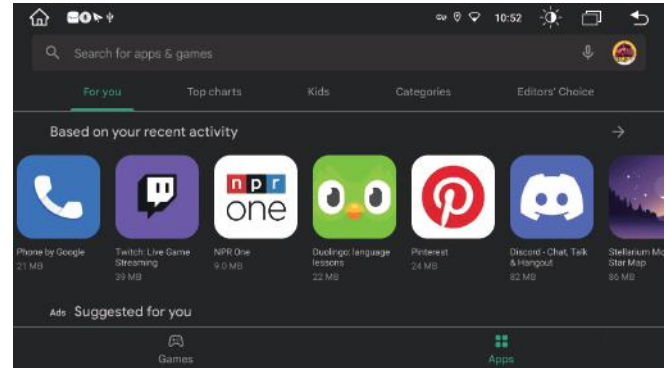 10:52
Search for apps & games
For you Top charts Kids Categories Editors' Choice
Based on your recent activity
npr
one
Phone by Google
21 MB
Twitch: Live Game
Streaming
39 MB
NPR One
9.0 MB
Duolingo: language
lessons
22 MB
Pinterest
24 MB
Discord - Chat, Talk
& Hangout
82 MB
Stellarium Mo
Star Map
86 MB
Ads Suggested for you
Games
Apps